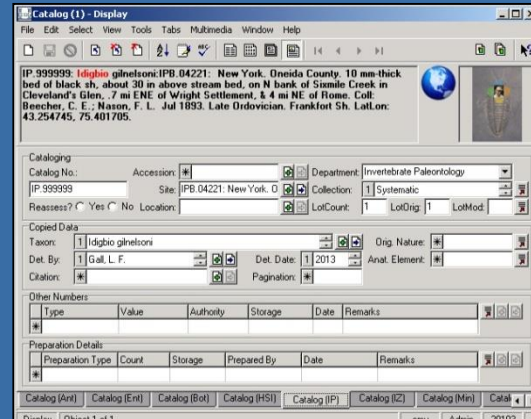 Catalog (1) - Display
File Edit Select View Tools Tabs Multimedia Window Help
IP.999999: Idigbio gilnelsoni:IPB.04221: New York. Oneida County. 10 mm-thick
bed of black sh, about 30 in above stream bed, on N bank of Sixmile Creek in
Cleveland's Glen, .7 mi ENE of Wright Settlement, & 4 mi NE of Rome. Coll:
Beecher, C. E.; Nason, F. L. Jul 1893. Late Ordovician. Frankfort Sh. LatLon:
43.254745, 75.401705.
Cataloging
Catalog No.: Accession: * Department: Invertebrate Paleontology
IP.999999 Site: IPB.04221: New York. O Collection: 1 Systematic
Reassess? Yes No Location: LotCount: 1 LotOrig: 1 LotMod:
Copied Data
Taxon: 1 Idigbio gilnelsoni Orig. Nature: *
Det. By: 1 Gall, L. F. Det. Date: 1 2013 Anat. Element: *
Citation: * Pagination: *
Other Numbers
Type Value Authority Storage Date Remarks
*
Preparation Details
Preparation Type Count Storage Prepared By Date Remarks
*
Catalog (Ant) Catalog (Ent) Catalog (Bot) Catalog (HSI) Catalog (IP) Catalog (IZ) Catalog (Min)
Display Object 1 of 1 emu Admin 20103